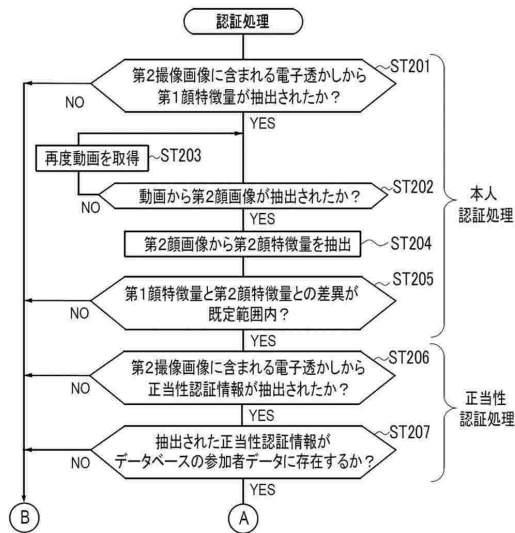 認証処理
第2撮像画像に含まれる電子透かしから
第1顔特徴量が抽出されたか？
ST201
NO
YES
再度動画を取得
ST203
動画から第2顔画像が抽出されたか？
ST202
NO
YES
第2顔画像から第2顔特徴量を抽出
ST204
本人
認証処理
第1顔特徴量と第2顔特徴量との差異が
既定範囲内？
ST205
NO
YES
第2撮像画像に含まれる電子透かしから
正当性認証情報が抽出されたか？
ST206
NO
YES
抽出された正当性認証情報が
データベースの参加者データに存在するか？
ST207
NO
YES
正当性
認証処理
B
A